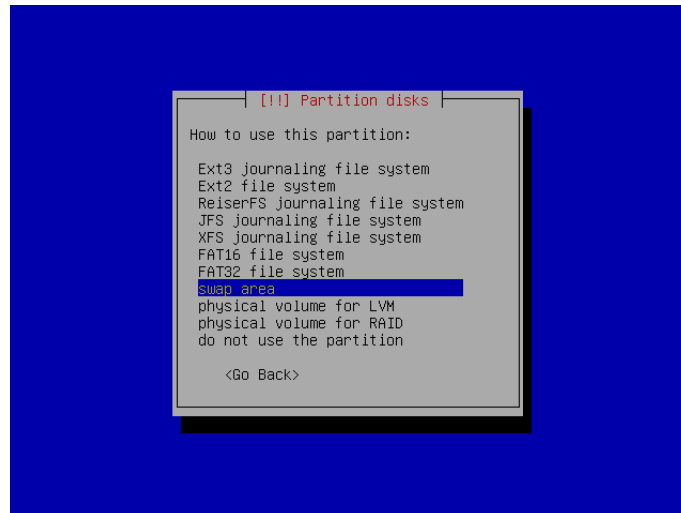 [!!] Partition disks
How to use this partition:
Ext3 journaling file system
Ext2 file system
ReiserFS journaling file system
JFS journaling file system
XFS journaling file system
FAT16 file system
FAT32 file system
swap area
physical volume for LVM
physical volume for RAID
do not use the partition
<Go Back>